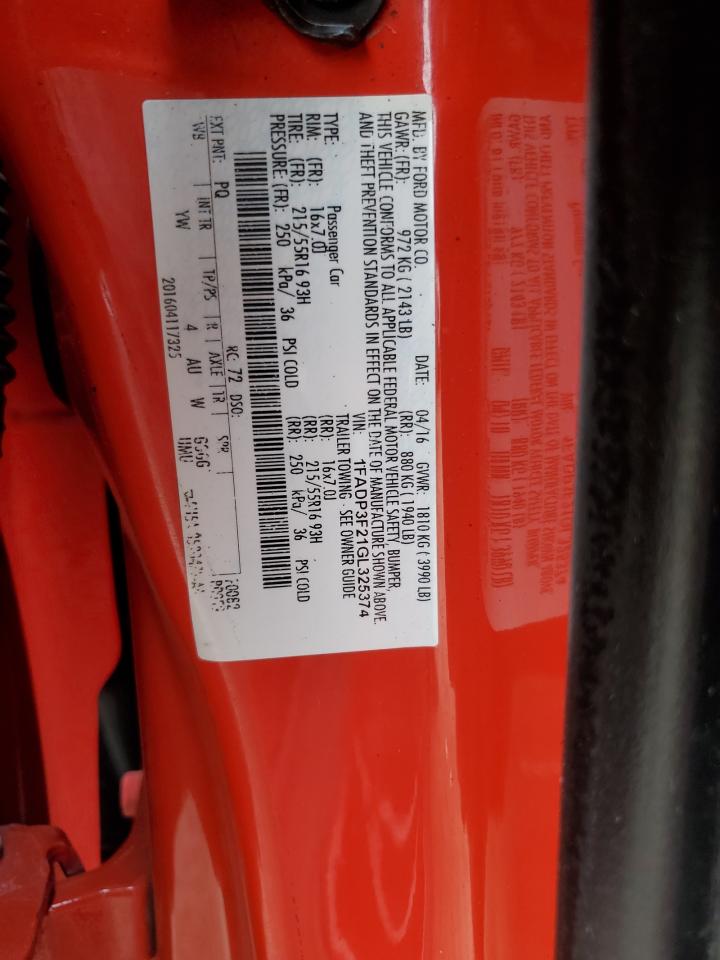 MFD. BY FORD MOTOR CO.
DATE: 04/16 GVWR: 1810 KG ( 3990 LB)
GAWR: (FR): 972 KG ( 2143 LB) (RR): 880 KG ( 1940 LB)
THIS VEHICLE CONFORMS TO ALL APPLICABLE FEDERAL MOTOR VEHICLE SAFETY, BUMPER,
AND THEFT PREVENTION STANDARDS IN EFFECT ON THE DATE OF MANUFACTURE SHOWN ABOVE.
VIN: 1FADP3F21GL325374
TYPE: Passenger Car TRAILER TOWING - SEE OWNER GUIDE
RIM: (FR): 16x7.0J (RR): 16x7.0J
TIRE: (FR): 215/55R16 93H (RR): 215/55R16 93H
PRESSURE: (FR): 250 kPa/ 36 PSI COLD (RR): 250 kPa/ 36 PSI COLD
RC: 72 DSO:
EXT PNT: PQ
INT TR TP/PS R AXLE TR SPR
WB YW 4 AU W GGGG
UMU
201604117325